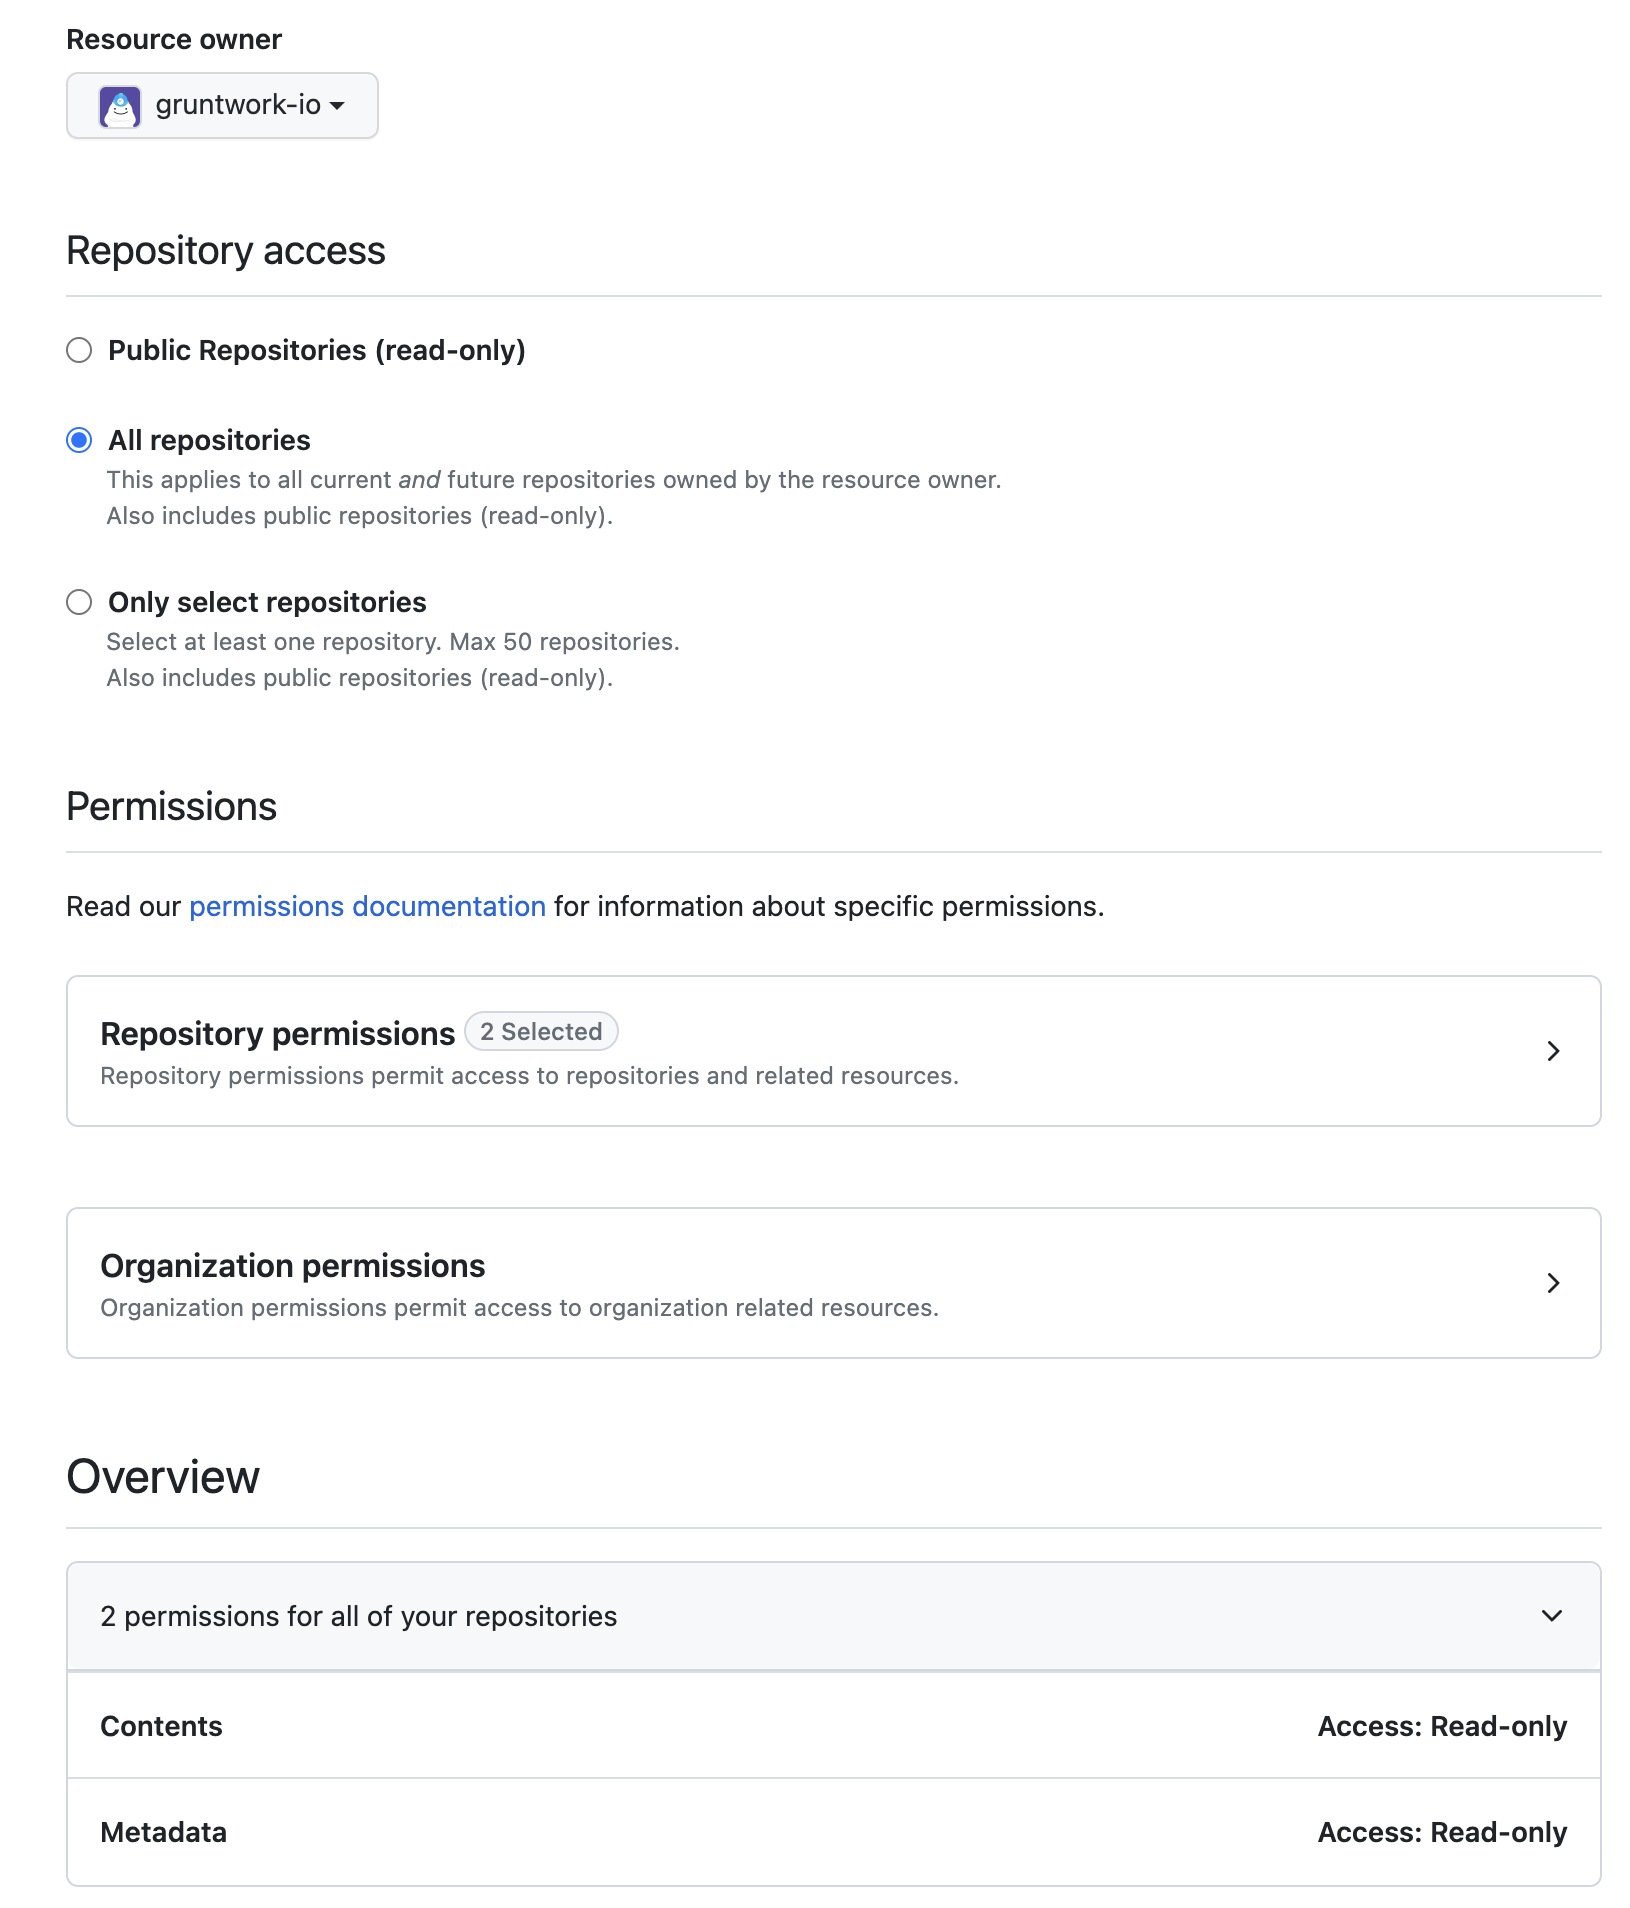 Resource owner
gruntwork-io
Repository access
Public Repositories (read-only)
All repositories
This applies to all current and future repositories owned by the resource owner.
Also includes public repositories (read-only).
Only select repositories
Select at least one repository. Max 50 repositories.
Also includes public repositories (read-only).
Permissions
Read our permissions documentation for information about specific permissions.
Repository permissions 2 Selected
Repository permissions permit access to repositories and related resources.
Organization permissions
Organization permissions permit access to organization related resources.
Overview
2 permissions for all of your repositories
Contents Access: Read-only
Metadata Access: Read-only